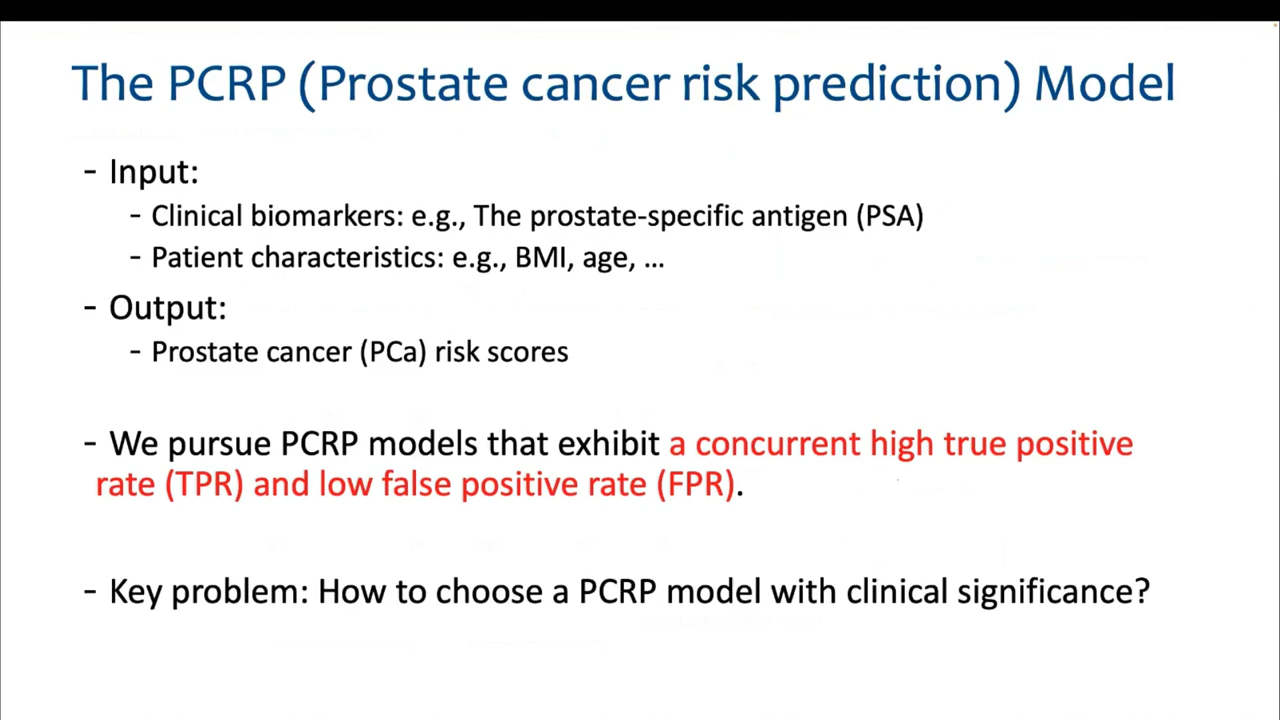 The PCRP (Prostate cancer risk prediction) Model
- Input:
- Clinical biomarkers: e.g., The prostate-specific antigen (PSA)
- Patient characteristics: e.g., BMI, age, ...
- Output:
- Prostate cancer (PCa) risk scores
- We pursue PCRP models that exhibit a concurrent high true positive
rate (TPR) and low false positive rate (FPR).
- Key problem: How to choose a PCRP model with clinical significance?